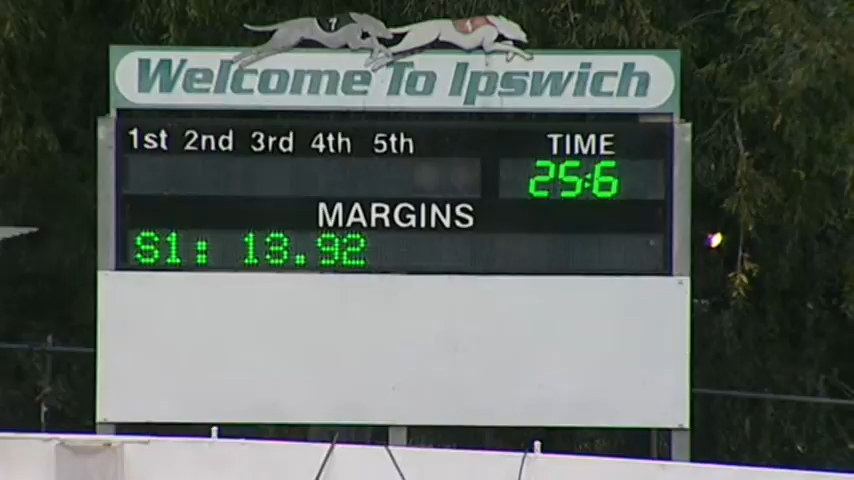 Welcome To Ipswich
1st 2nd 3rd 4th 5th TIME
25:6
MARGINS
S1: 13.92